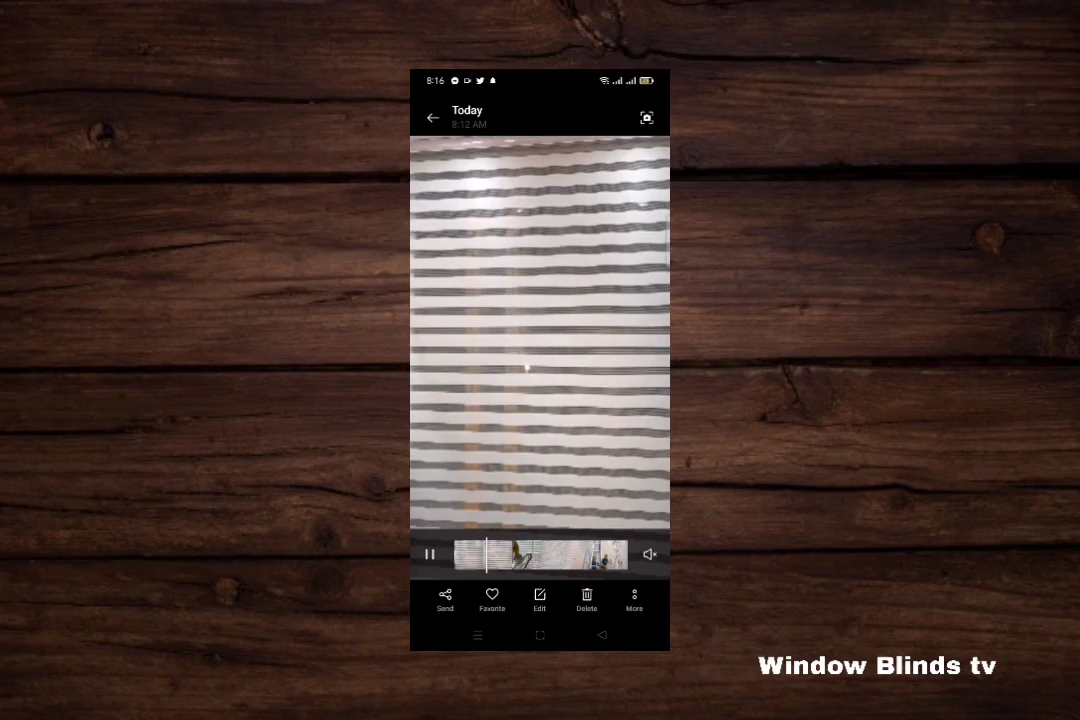 8:16
Today
8:12 AM
Send
Favorite
Edit
Delete
More
Window Blinds tv